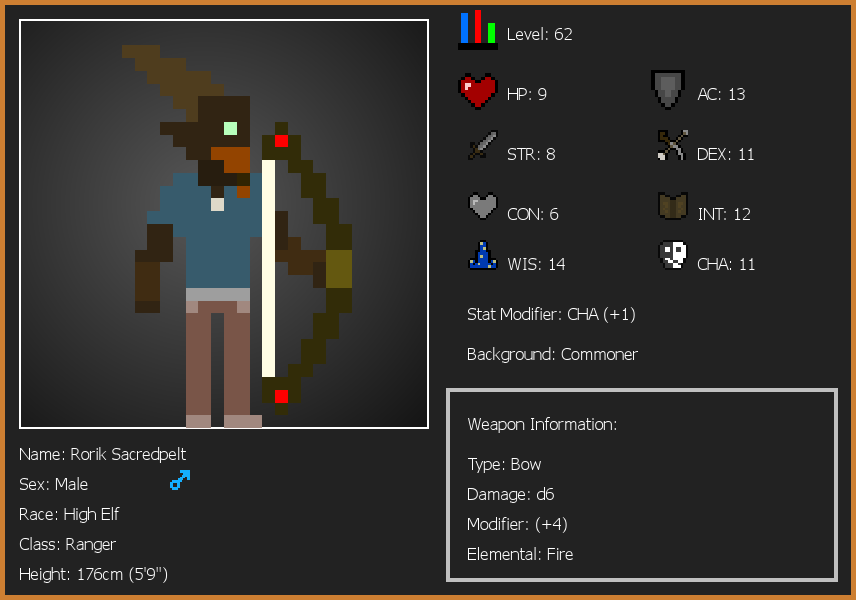 Level: 62
HP: 9
AC: 13
STR: 8
DEX: 11
CON: 6
INT: 12
WIS: 14
CHA: 11
Stat Modifier: CHA (+1)
Background: Commoner
Weapon Information:
Type: Bow
Damage: d6
Modifier: (+4)
Elemental: Fire
Name: Rorik Sacredpelt
Sex: Male
Race: High Elf
Class: Ranger
Height: 176cm (5'9")